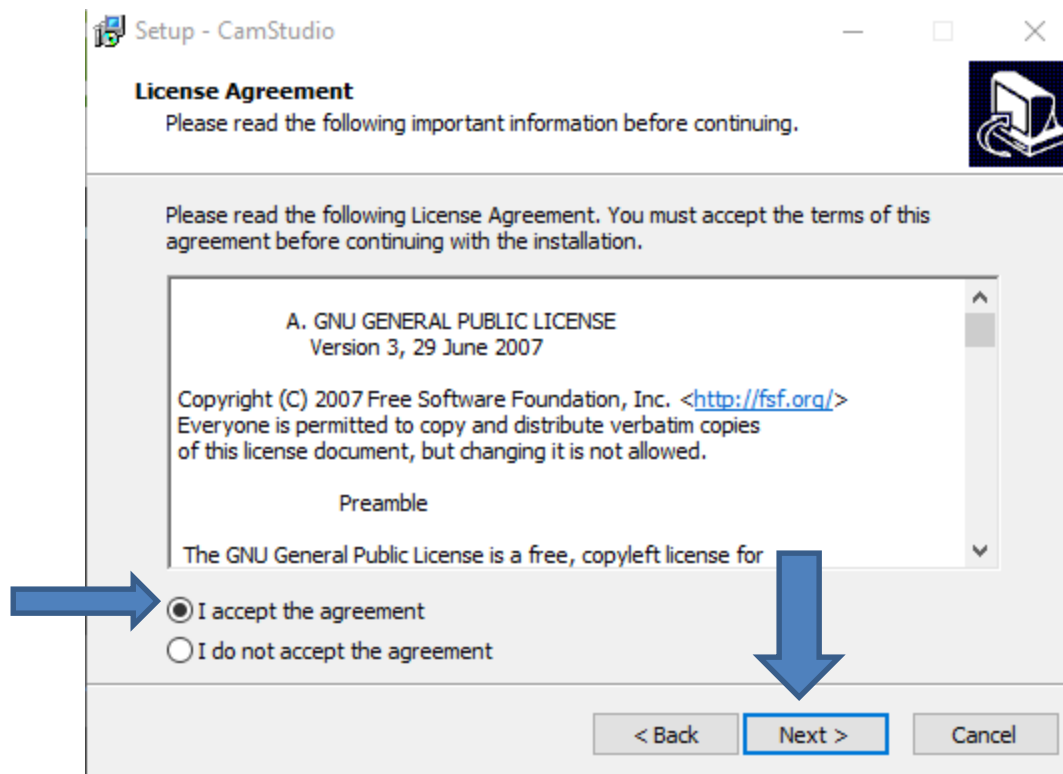 Setup - CamStudio
License Agreement
Please read the following important information before continuing.
Please read the following License Agreement. You must accept the terms of this
agreement before continuing with the installation.
A. GNU GENERAL PUBLIC LICENSE
Version 3, 29 June 2007
Copyright (C) 2007 Free Software Foundation, Inc. <http://fsf.org/>
Everyone is permitted to copy and distribute verbatim copies
of this license document, but changing it is not allowed.
Preamble
The GNU General Public License is a free, copyleft license for
I accept the agreement
I do not accept the agreement
< Back Next > Cancel